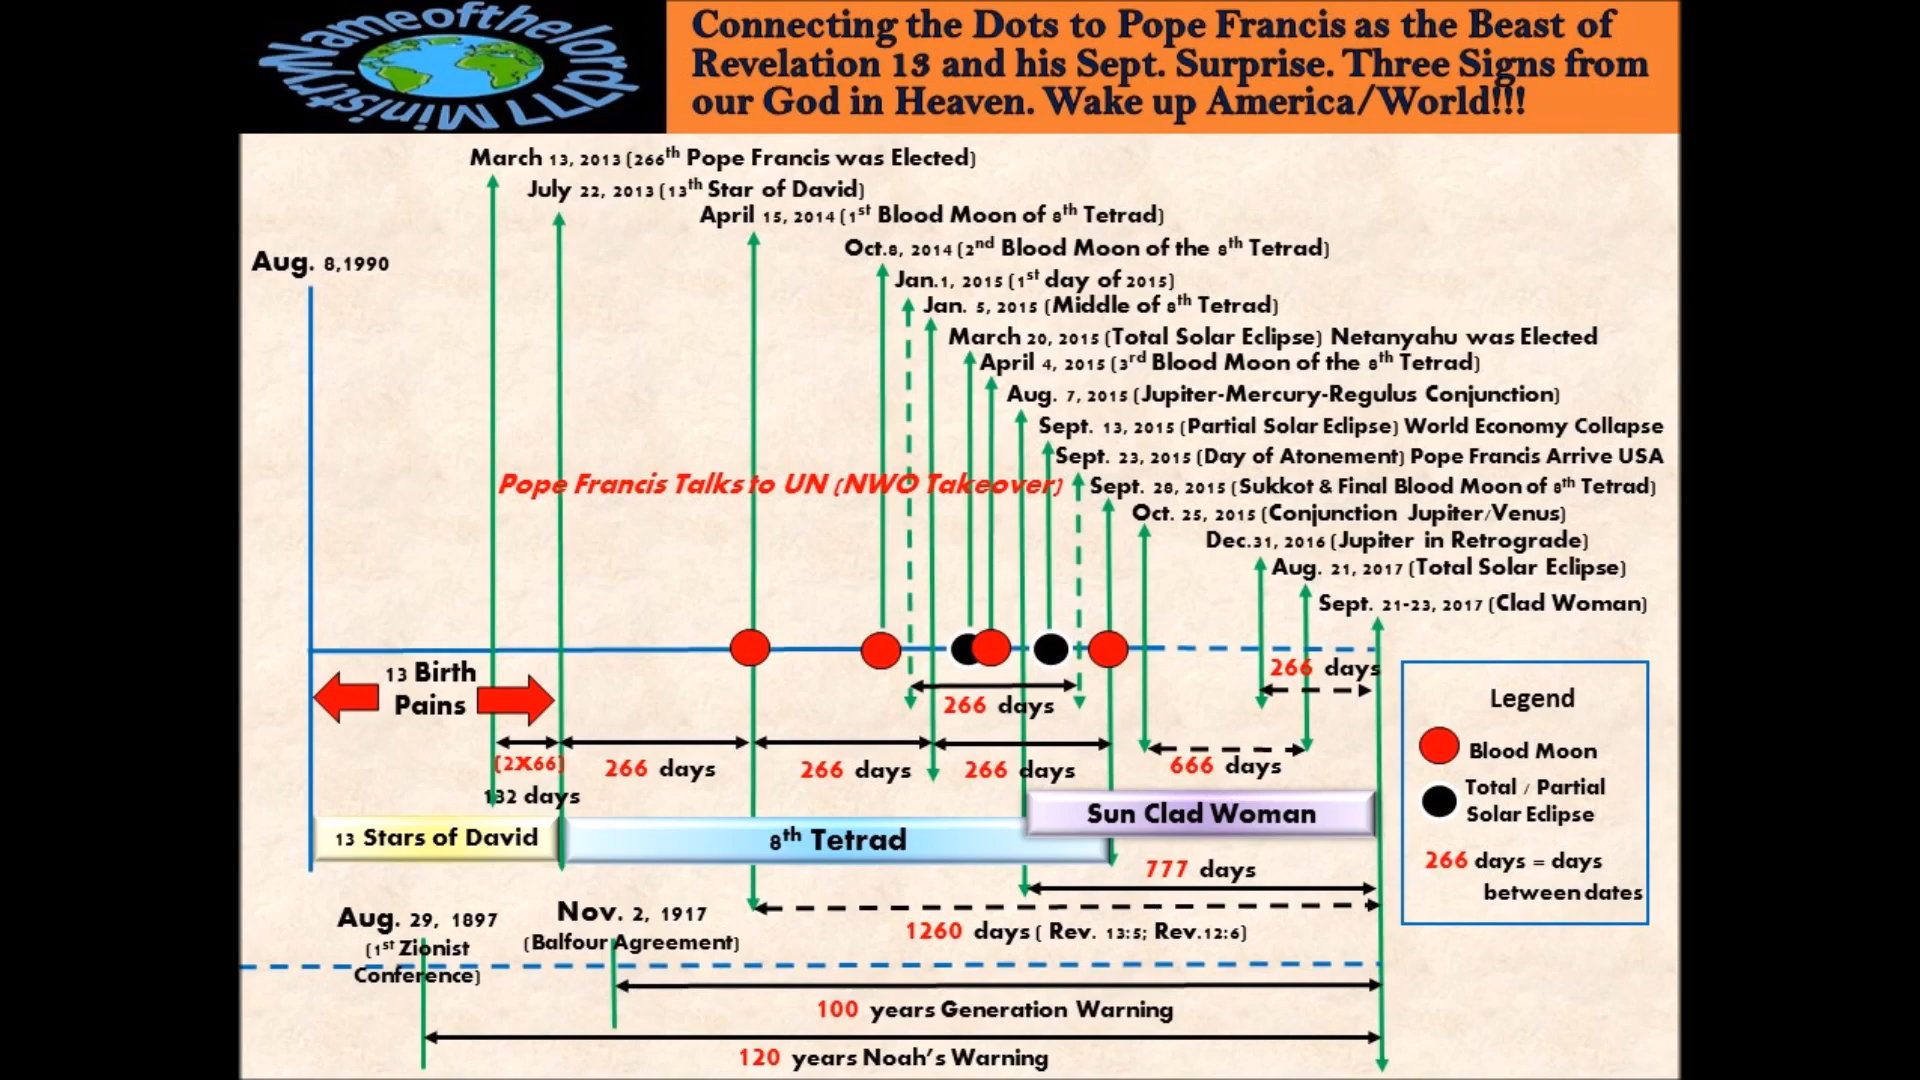 Nameofthelord777 Ministry
Connecting the Dots to Pope Francis as the Beast of
Revelation 13 and his Sept. Surprise. Three Signs from
our God in Heaven. Wake up America/World!!!
March 13, 2013 (266th Pope Francis was Elected)
July 22, 2013 (13th Star of David)
April 15, 2014 (1st Blood Moon of 8th Tetrad)
Oct.8, 2014 (2nd Blood Moon of the 8th Tetrad)
Aug. 8,1990
Jan.1, 2015 (1st day of 2015)
Jan. 5, 2015 (Middle of 8th Tetrad)
March 20, 2015 (Total Solar Eclipse) Netanyahu was Elected
April 4, 2015 (3rd Blood Moon of the 8th Tetrad)
Aug. 7, 2015 (Jupiter-Mercury-Regulus Conjunction)
Sept. 13, 2015 (Partial Solar Eclipse) World Economy Collapse
Sept. 23, 2015 (Day of Atonement) Pope Francis Arrive USA
Pope Francis Talks to UN (NWO Takeover)
Sept. 28, 2015 (Sukkot & Final Blood Moon of 8th Tetrad)
Oct. 25, 2015 (Conjunction Jupiter/Venus)
Dec.31, 2016 (Jupiter in Retrograde)
Aug. 21, 2017 (Total Solar Eclipse)
Sept. 21-23, 2017 (Clad Woman)
13 Birth
Pains
266 days
266 days
(2X66)
132 days
266 days
266 days
266 days
666 days
Legend
Blood Moon
Total / Partial
Solar Eclipse
266 days = days
between dates
13 Stars of David
8th Tetrad
Sun Clad Woman
777 days
1260 days ( Rev. 13:5; Rev.12:6)
Aug. 29, 1897
(1st Zionist
Conference)
Nov. 2, 1917
(Balfour Agreement)
100 years Generation Warning
120 years Noah's Warning